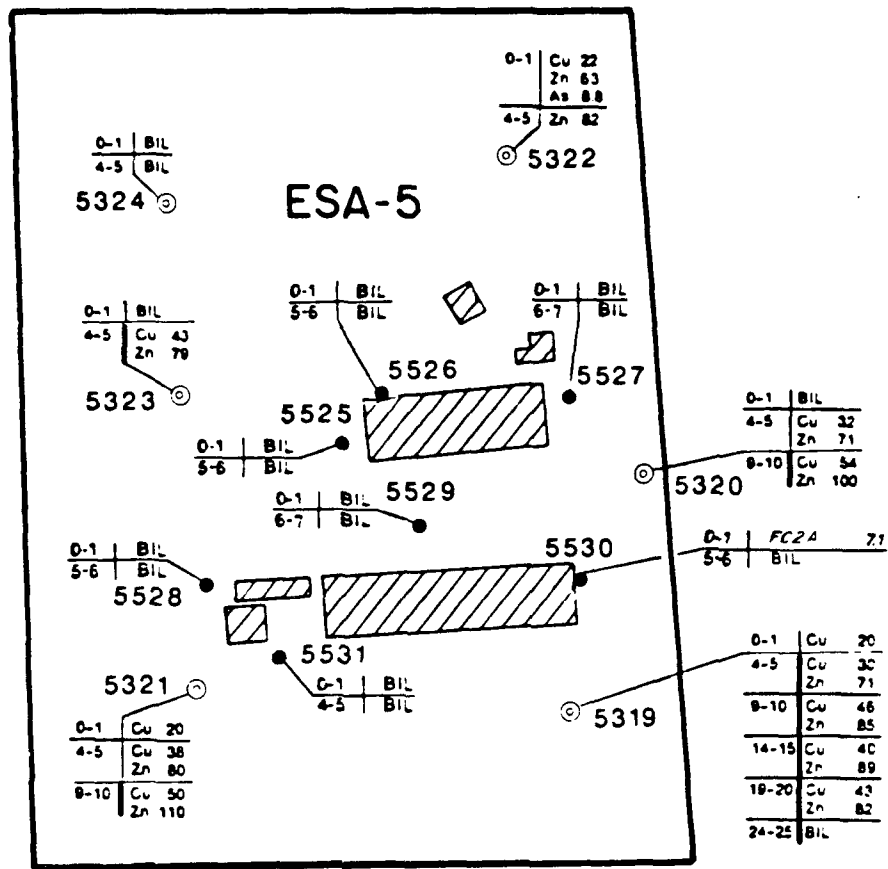 0-1 Cu 22
Zn 63
As 8.8
4-5 Zn 82
5322
0-1 BIL
4-5 BIL
5324
ESA-5
0-1 BIL
5-6 BIL
5526
0-1 BIL
6-7 BIL
5527
0-1 BIL
4-5 Cu 43
Zn 79
5323
5525
0-1 BIL
5-6 BIL
0-1 BIL
4-5 Cu 32
Zn 71
9-10 Cu 54
Zn 100
5320
5529
0-1 BIL
6-7 BIL
5530
0-1 FC2A 7.1
5-6 BIL
0-1 BIL
5-6 BIL
5528
5531
0-1 BIL
4-5 BIL
5321
0-1 Cu 20
4-5 Cu 38
Zn 80
9-10 Cu 50
Zn 110
5319
0-1 Cu 20
4-5 Cu 30
Zn 71
9-10 Cu 46
Zn 85
14-15 Cu 40
Zn 89
19-20 Cu 43
Zn 82
24-25 BIL